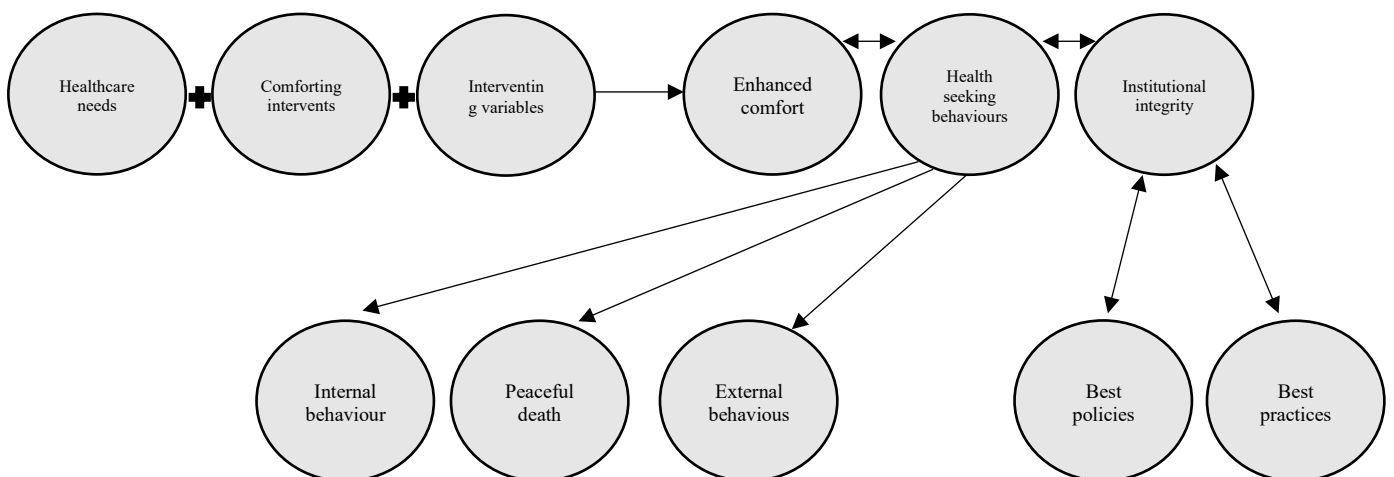 Healthcare
needs
Comforting
intervents
Interventin
g variables
Enhanced
comfort
Health
seeking
behaviours
Institutional
integrity
Internal
behaviour
Peaceful
death
External
behavious
Best
policies
Best
practices